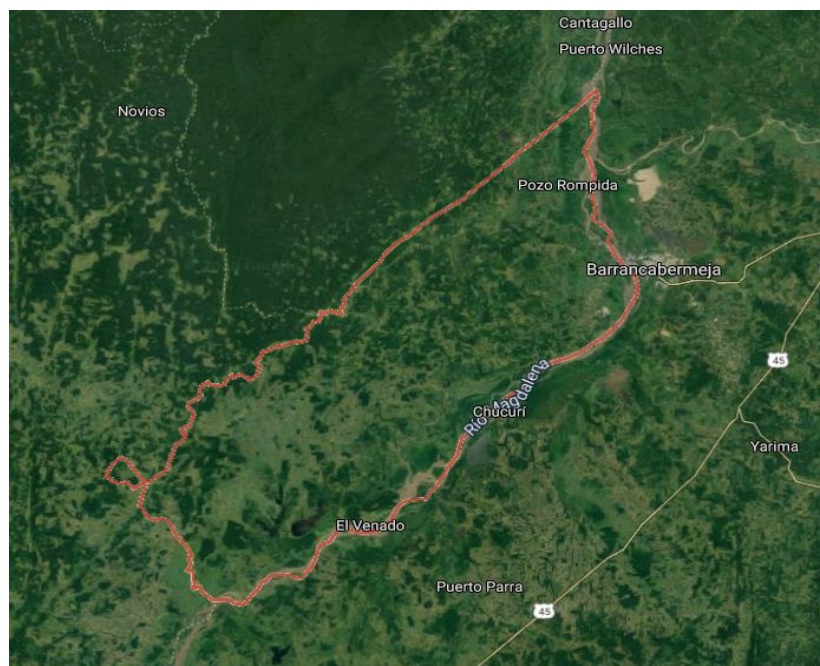 Cantagallo
Puerto Wilches
Novios
Pozo Rompida
Barrancabermeja
45
Río Magdalena
Chucurí
Yarima
El Venado
Puerto Parra
45